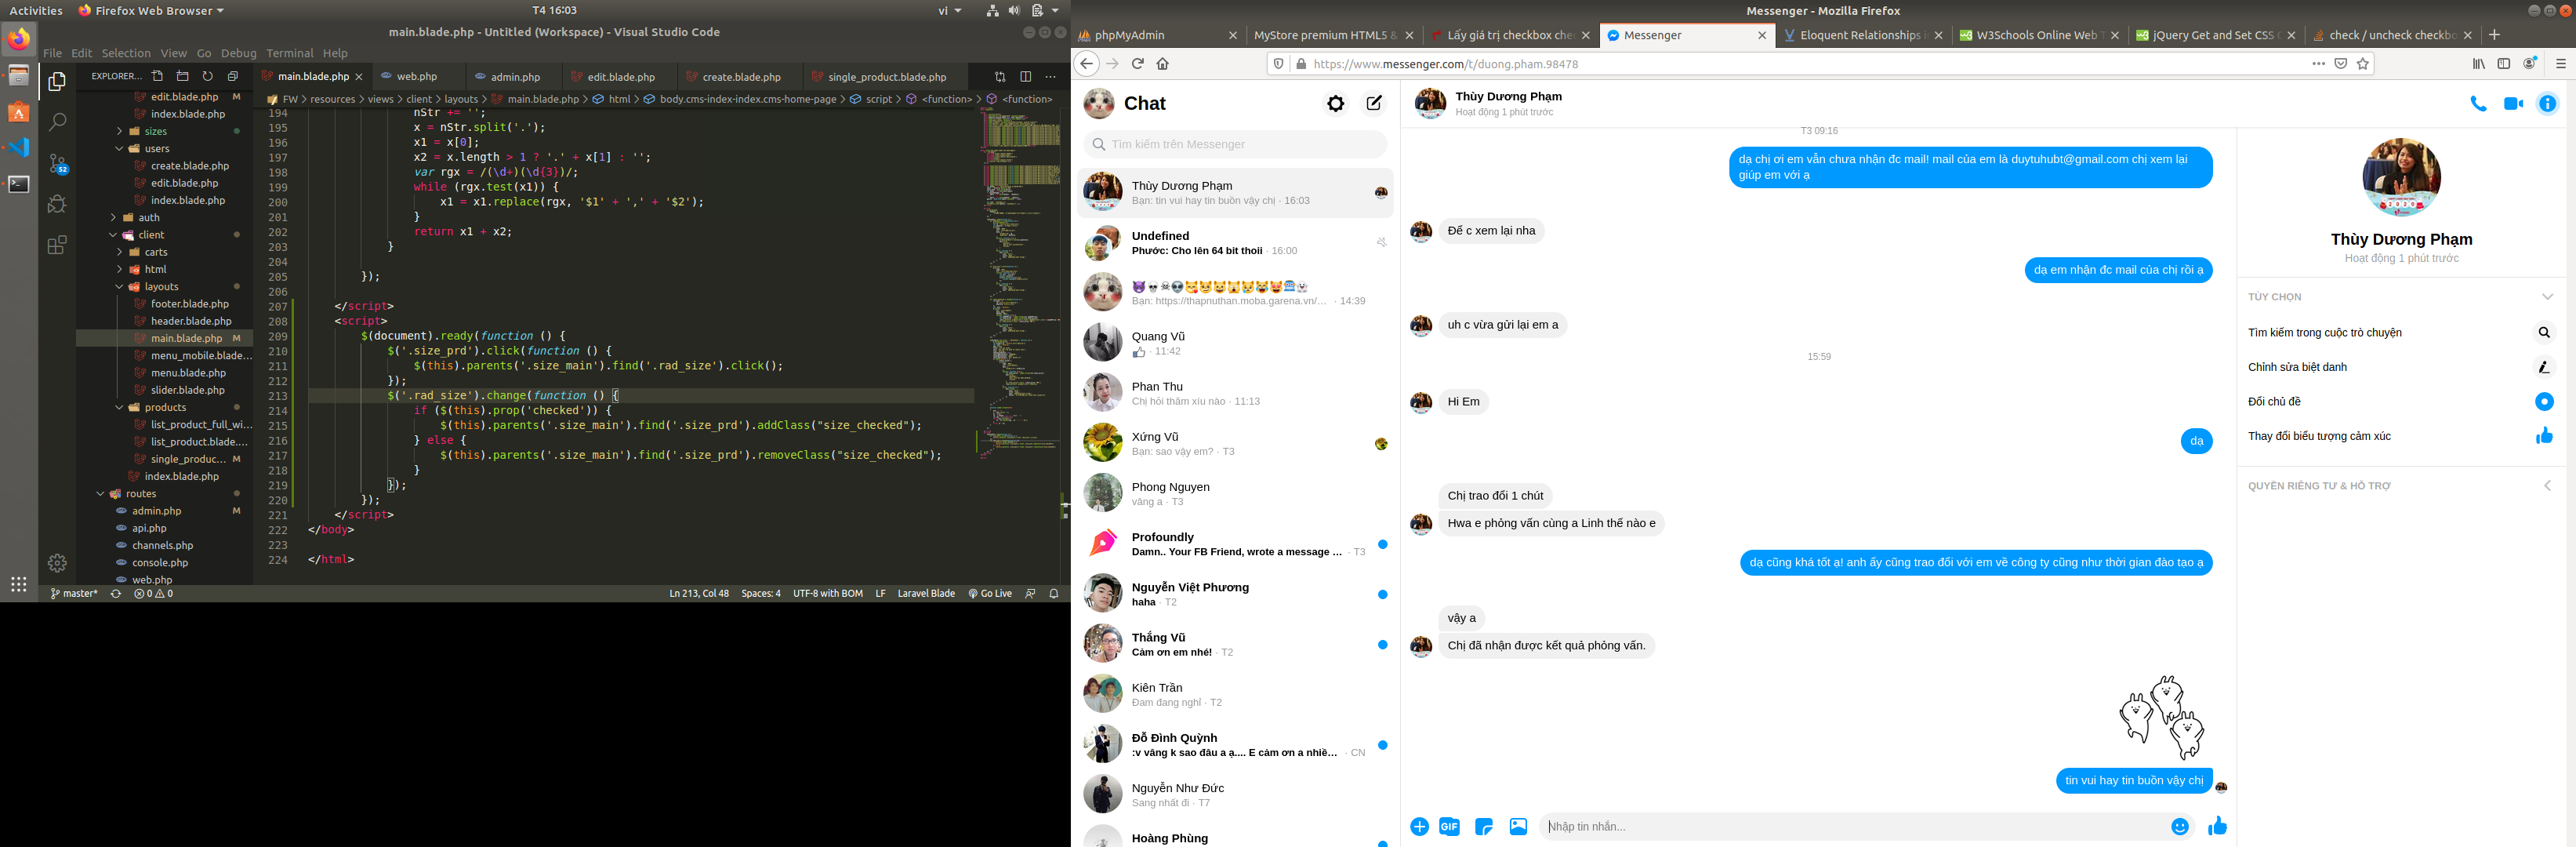 Activities Firefox Web Browser T4 16:03 vi
main.blade.php - Untitled (Workspace) - Visual Studio Code
File Edit Selection View Go Debug Terminal Help
EXPLORER...
edit.blade.php M
index.blade.php
sizes
users
create.blade.php
edit.blade.php
index.blade.php
auth
client
carts
html
layouts
footer.blade.php
header.blade.php
main.blade.php M
menu_mobile.blade...
menu.blade.php
slider.blade.php
products
list_product_full_wi...
list_product.blade....
single_produc... M
index.blade.php
routes
admin.php M
api.php
channels.php
console.php
web.php
52
main.blade.php web.php admin.php edit.blade.php create.blade.php single_product.blade.php
FW > resources > views > client > layouts > main.blade.php > html > body.cms-index-index.cms-home-page > script > <function> > <function>
194 nStr += '';
195 x = nStr.split('.');
196 x1 = x[0];
197 x2 = x.length > 1 ? '.' + x[1] : '';
198 var rgx = /(\d+)(\d{3})/;
199 while (rgx.test(x1)) {
200 x1 = x1.replace(rgx, '$1' + ',' + '$2');
201 }
202 return x1 + x2;
203 }
204
205 });
206
207 </script>
208 <script>
209 $(document).ready(function () {
210 $('.size_prd').click(function () {
211 $(this).parents('.size_main').find('.rad_size').click();
212 });
213 $('.rad_size').change(function () {
214 if ($(this).prop('checked')) {
215 $(this).parents('.size_main').find('.size_prd').addClass("size_checked");
216 } else {
217 $(this).parents('.size_main').find('.size_prd').removeClass("size_checked");
218 }
219 });
220 });
221 </script>
222 </body>
223
224 </html>
master* 0 0 Ln 213, Col 48 Spaces: 4 UTF-8 with BOM LF Laravel Blade Go Live
Messenger - Mozilla Firefox
phpMyAdmin MyStore premium HTML5 & Lấy giá trị checkbox chec Messenger Eloquent Relationships i W3Schools Online Web T jQuery Get and Set CSS C check / uncheck checkbo
https://www.messenger.com/t/duong.pham.98478
Chat
Tìm kiếm trên Messenger
Thùy Dương Phạm
Bạn: tin vui hay tin buồn vậy chị · 16:03
Undefined
Phước: Cho lên 64 bit thoii · 16:00
Bạn: https://thapnuthan.moba.garena.vn/... · 14:39
Quang Vũ
· 11:42
Phan Thu
Chị hỏi thăm xíu nào · 11:13
Xứng Vũ
Bạn: sao vậy em? · T3
Phong Nguyen
vâng a · T3
Profoundly
Damn.. Your FB Friend, wrote a message ... · T3
Nguyễn Việt Phương
haha · T2
Thắng Vũ
Cảm ơn em nhé! · T2
Kiên Trần
Đam đang nghỉ · T2
Đỗ Đình Quỳnh
:v vâng k sao đâu a ạ.... E cảm ơn a nhiề... · CN
Nguyễn Như Đức
Sang nhất đi · T7
Hoàng Phùng
Thùy Dương Phạm
Hoạt động 1 phút trước
T3 09:16
dạ chị ơi em vẫn chưa nhận đc mail! mail của em là duytuhubt@gmail.com chị xem lại
giúp em với ạ
Để c xem lại nha
dạ em nhận đc mail của chị rồi ạ
uh c vừa gửi lại em a
15:59
Hi Em
dạ
Chị trao đổi 1 chút
Hwa e phỏng vấn cùng a Linh thế nào e
dạ cũng khá tốt ạ! anh ấy cũng trao đổi với em về công ty cũng như thời gian đào tạo ạ
vậy a
Chị đã nhận được kết quả phỏng vấn.
tin vui hay tin buồn vậy chị
GIF
Nhập tin nhắn...
2020
Thùy Dương Phạm
Hoạt động 1 phút trước
TÙY CHỌN
Tìm kiếm trong cuộc trò chuyện
Chỉnh sửa biệt danh
Đổi chủ đề
Thay đổi biểu tượng cảm xúc
QUYỀN RIÊNG TƯ & HỖ TRỢ